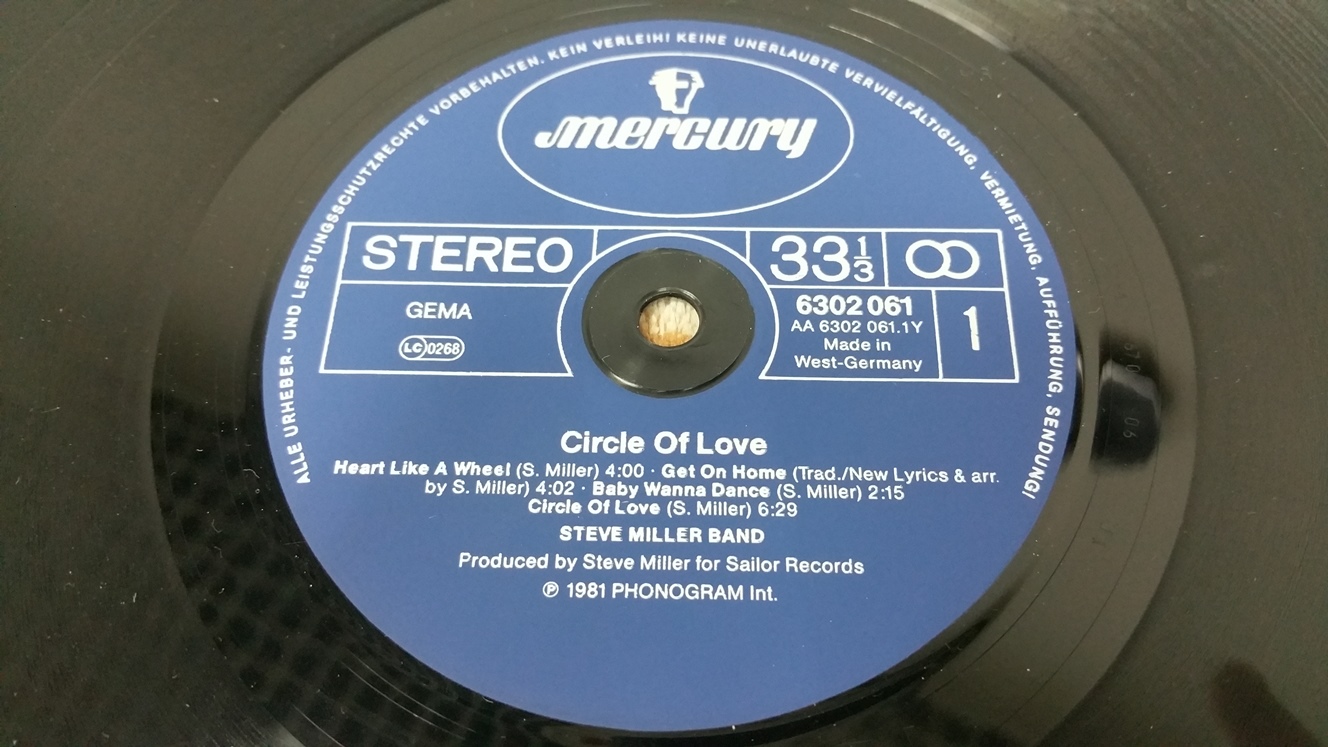 ALLE URHEBER- UND LEISTUNGSSCHUTZRECHTE VORBEHALTEN. KEIN VERLEIH! KEINE UNERLAUBTE VERVIELFÄLTIGUNG, VERMIETUNG, AUFFÜHRUNG, SENDUNG!
mercury
STEREO
GEMA
LC 0268
33 1/3
6302 061
AA 6302 061.1Y
Made in
West-Germany
1
Circle Of Love
Heart Like A Wheel (S. Miller) 4:00 · Get On Home (Trad./New Lyrics & arr.
by S. Miller) 4:02 · Baby Wanna Dance (S. Miller) 2:15
Circle Of Love (S. Miller) 6:29
STEVE MILLER BAND
Produced by Steve Miller for Sailor Records
℗ 1981 PHONOGRAM Int.